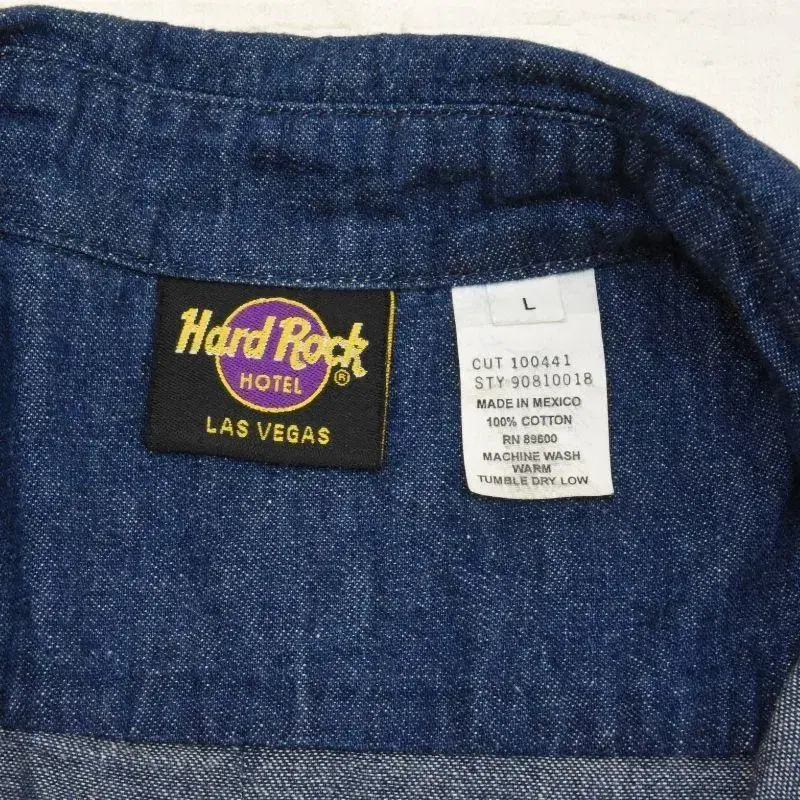 Hard Rock
HOTEL ®
LAS VEGAS
L
CUT 100441
STY 90810018
MADE IN MEXICO
100% COTTON
RN 89600
MACHINE WASH
WARM
TUMBLE DRY LOW